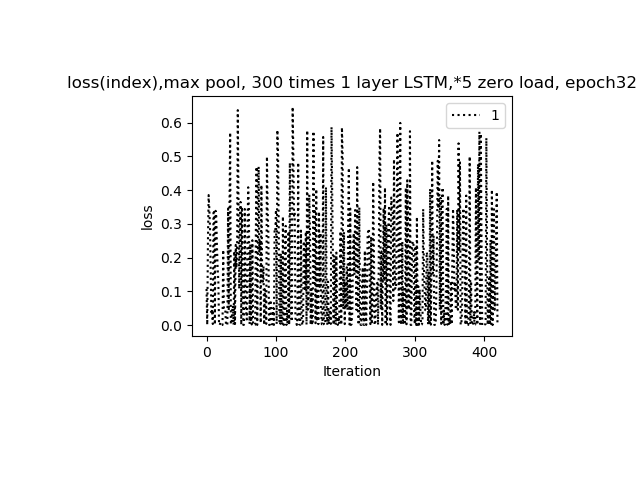 loss(index),max pool, 300 times 1 layer LSTM,*5 zero load, epoch32
1
0.6
0.5
0.4
0.3
0.2
0.1
0.0
loss
0 100 200 300 400
Iteration